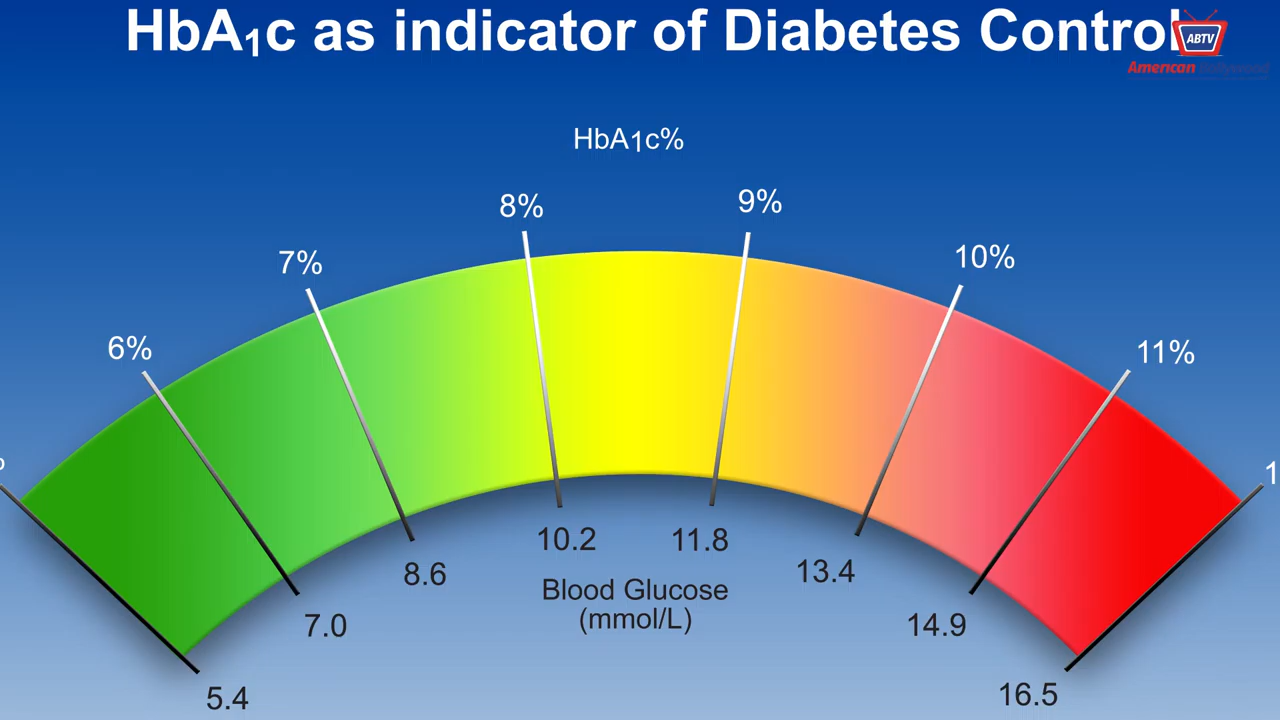 HbA1c as indicator of Diabetes Control
ABTV
American
HbA1c%
8%
9%
7%
10%
6%
11%
%
1
10.2
11.8
8.6
13.4
Blood Glucose
(mmol/L)
7.0
14.9
5.4
16.5